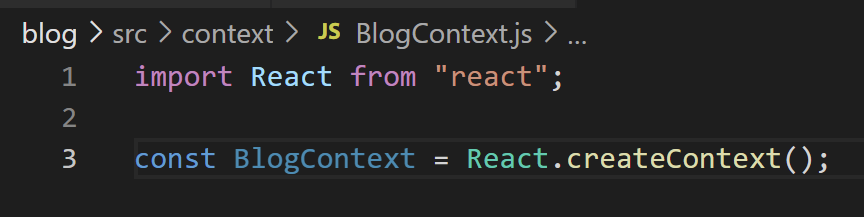 blog > src > context > JS BlogContext.js > ...
1 import React from "react";
2
3 const BlogContext = React.createContext();